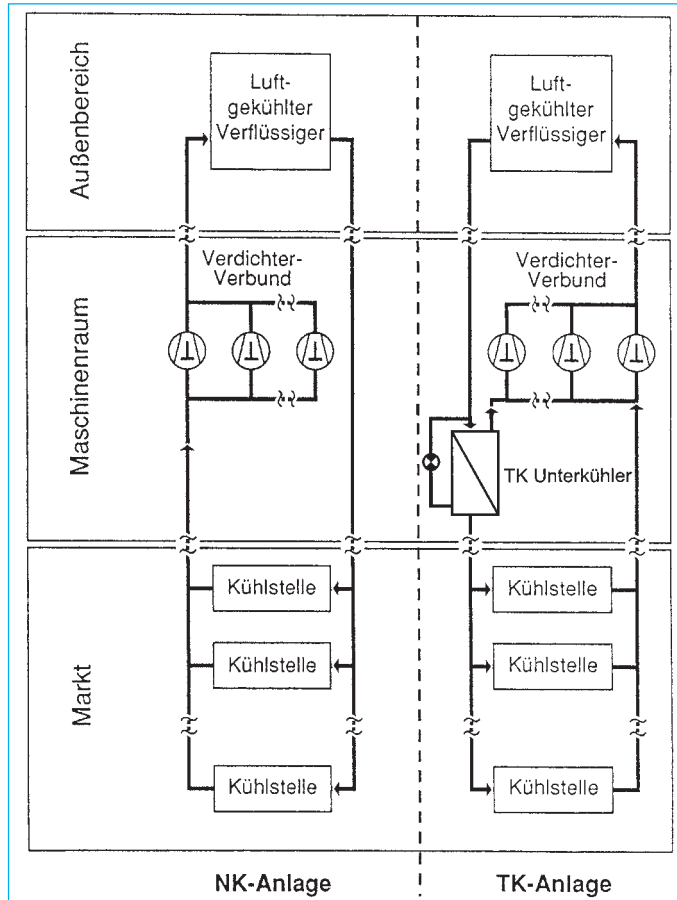 Außenbereich
Luft-
gekühlter
Verflüssiger
Luft-
gekühlter
Verflüssiger
Maschinenraum
Verdichter-
Verbund
Verdichter-
Verbund
TK Unterkühler
Markt
Kühlstelle
Kühlstelle
Kühlstelle
Kühlstelle
Kühlstelle
Kühlstelle
NK-Anlage
TK-Anlage